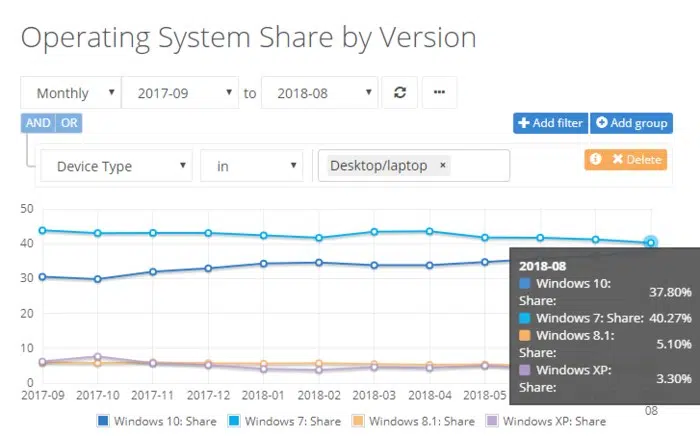 Operating System Share by Version
Monthly 2017-09 to 2018-08
AND OR
Add filter Add group
Device Type in Desktop/laptop × Delete
50
40
30
20
10
0
2018-08
Windows 10: Share: 37.80%
Windows 7: Share: 40.27%
Windows 8.1: Share: 5.10%
Windows XP: Share: 3.30%
2017-09 2017-10 2017-11 2017-12 2018-01 2018-02 2018-03 2018-04 2018-05
08
Windows 10: Share Windows 7: Share Windows 8.1: Share Windows XP: Share